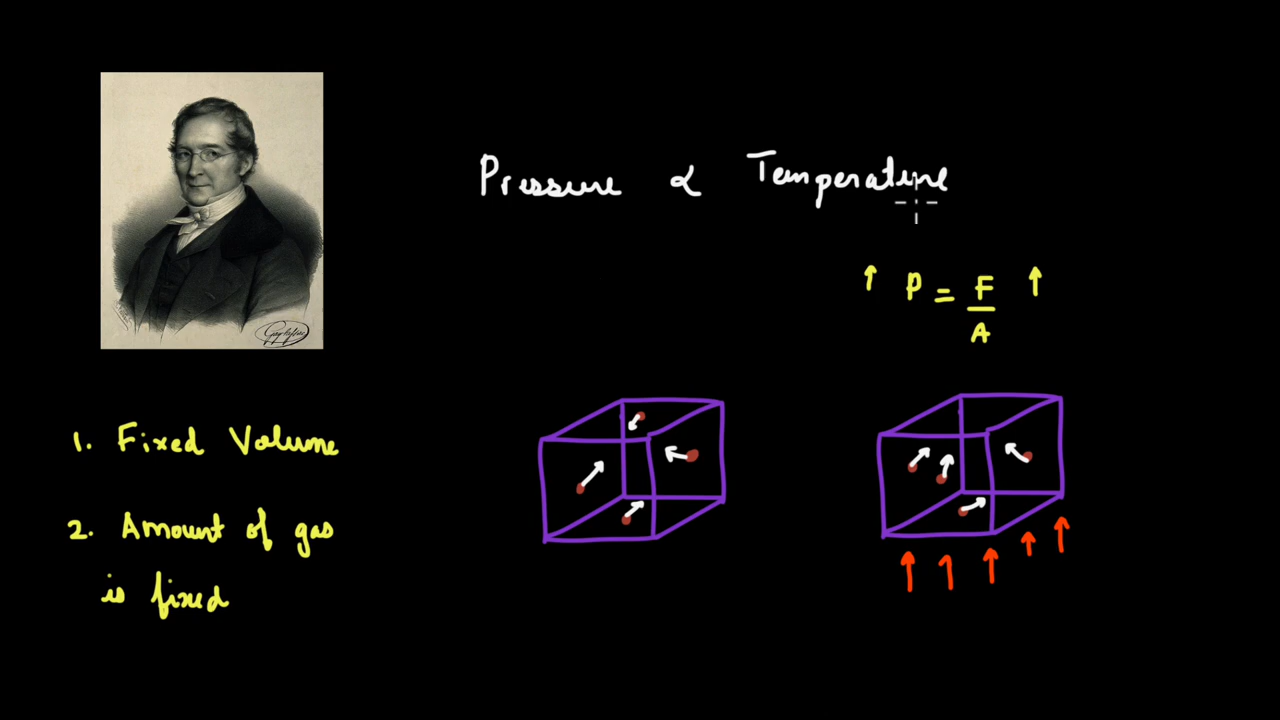 Pressure ∝ Temperature
↑ P = F/A ↑
1. Fixed Volume
2. Amount of gas
is fixed